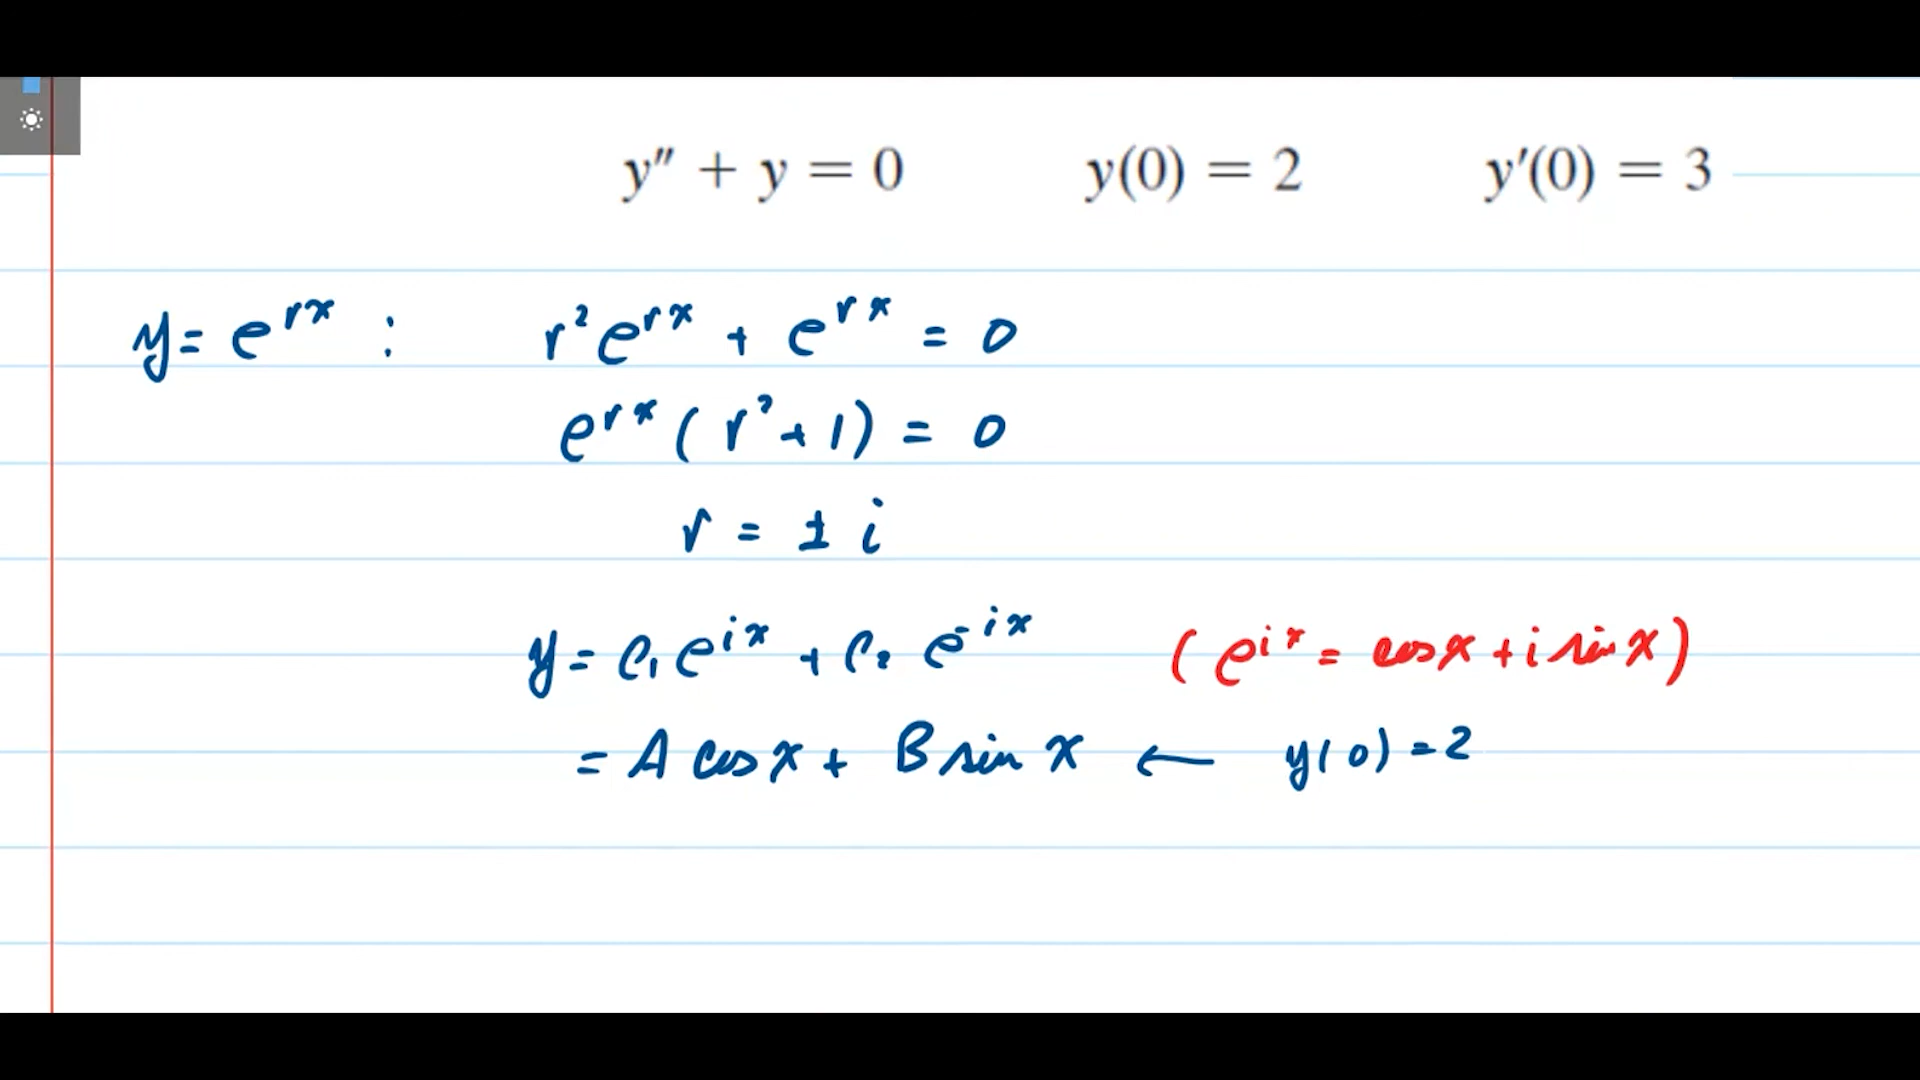 y″ + y = 0 y(0) = 2 y′(0) = 3
y = e^{rx} : r²e^{rx} + e^{rx} = 0
e^{rx} ( r² + 1) = 0
r = ± i
y = c₁e^{ix} + c₂ e^{-ix} ( e^{ix} = cos x + i sin x )
= A cos x + B sin x ← y(0) = 2